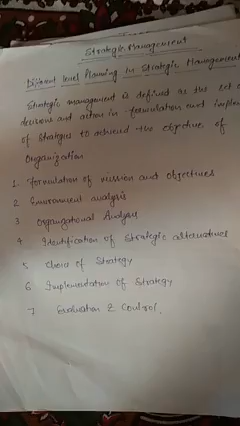 Strategic Management
Different level Planning in Strategic Management
Strategic management is defined as the set of
decisions and action in formulation and implem
of Strategies to achieved the objective of
Organization
1. Formulation of mission and objectives
2 Environment analysis
3 Organizational Analysis
4 Identification of strategic alternatives
5 choice of Strategy
6 Implementation of Strategy
7 Evaluation & Control.